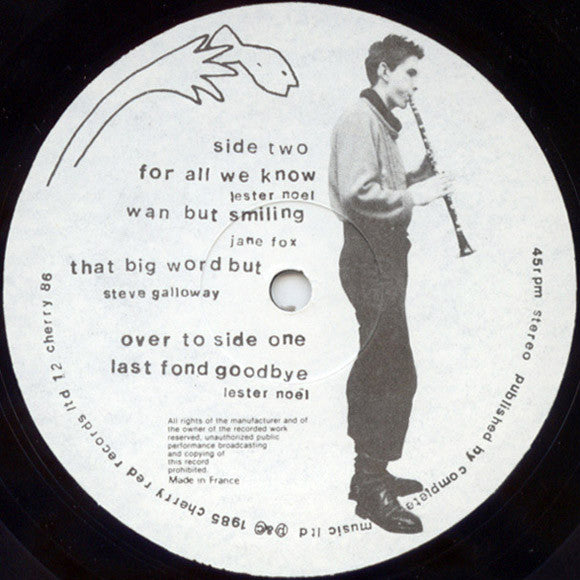 side two
for all we know
lester noel
wan but smiling
jane fox
that big word but
steve galloway
over to side one
last fond goodbye
lester noel
All rights of the manufacturer and of
the owner of the recorded work
reserved, unauthorized public
performance broadcasting
and copying of
this record
prohibited.
Made in France
45rpm stereo published by complete music ltd ℗&© 1985 cherry red records ltd 12 cherry 86